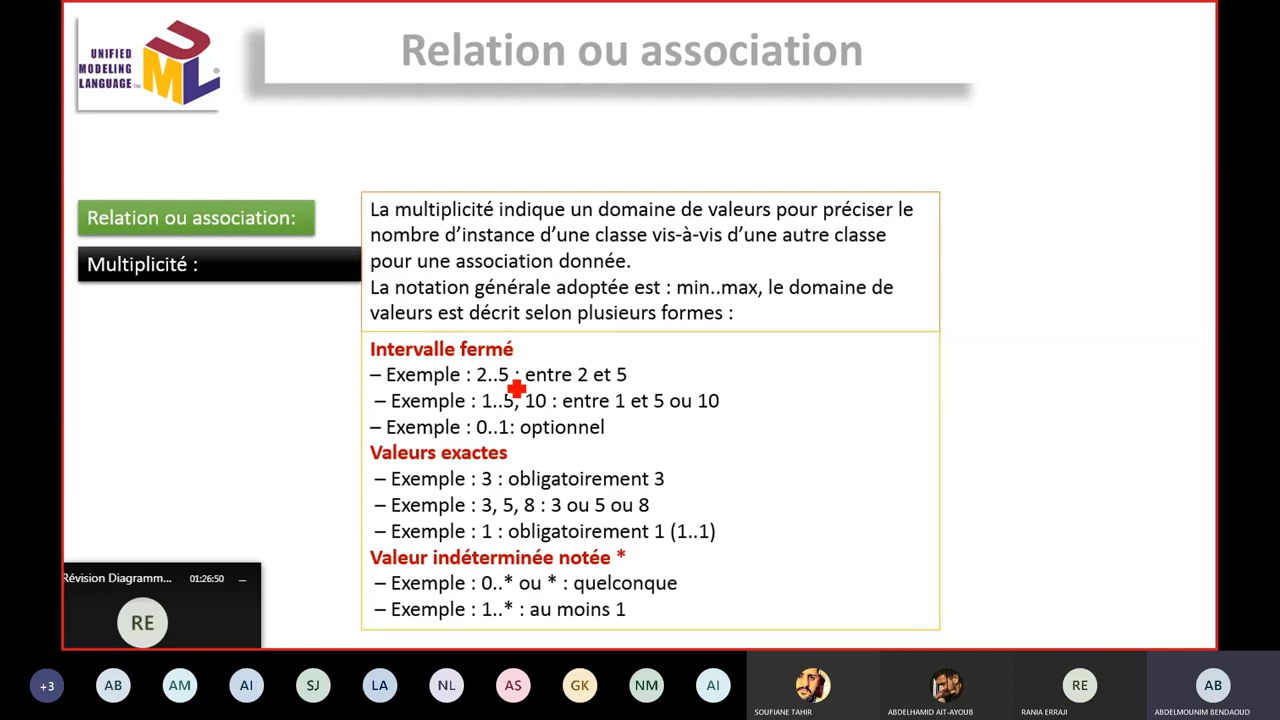 UNIFIED
MODELING
LANGUAGE™
UML®
Relation ou association
Relation ou association:
Multiplicité :
La multiplicité indique un domaine de valeurs pour préciser le
nombre d’instance d’une classe vis-à-vis d’une autre classe
pour une association donnée.
La notation générale adoptée est : min..max, le domaine de
valeurs est décrit selon plusieurs formes :
Intervalle fermé
– Exemple : 2..5 : entre 2 et 5
– Exemple : 1..5, 10 : entre 1 et 5 ou 10
– Exemple : 0..1: optionnel
Valeurs exactes
– Exemple : 3 : obligatoirement 3
– Exemple : 3, 5, 8 : 3 ou 5 ou 8
– Exemple : 1 : obligatoirement 1 (1..1)
Valeur indéterminée notée *
– Exemple : 0..* ou * : quelconque
– Exemple : 1..* : au moins 1
Révision Diagramm... 01:26:50
RE
+3 AB AM AI SJ LA NL AS GK NM AI RE AB
SOUFIANE TAHIR ABDELHAMID AIT-AYOUB RANIA ERRAJI ABDELMOUNIM BENDAOUD